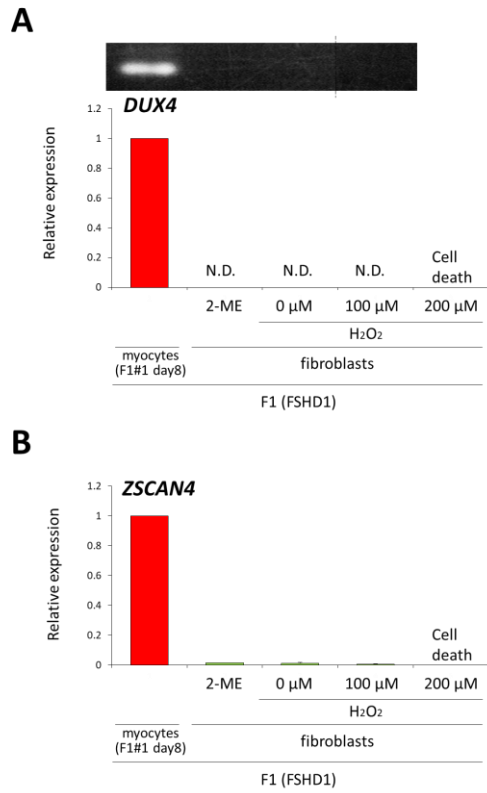 A
DUX4
1.2
1
0.8
0.6
0.4
0.2
0
Relative expression
N.D. N.D. N.D. Cell
death
2-ME 0 µM 100 µM 200 µM
H2O2
myocytes
(F1#1 day8)
fibroblasts
F1 (FSHD1)
B
ZSCAN4
1.2
1
0.8
0.6
0.4
0.2
0
Relative expression
Cell
death
2-ME 0 µM 100 µM 200 µM
H2O2
myocytes
(F1#1 day8)
fibroblasts
F1 (FSHD1)